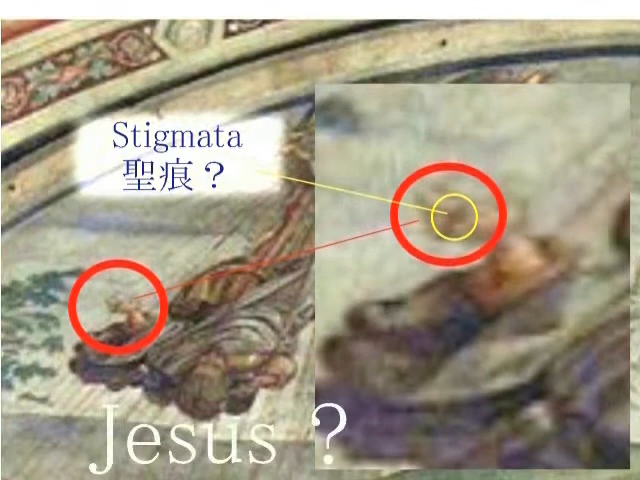 Stigmata
聖痕？
Jesus ?